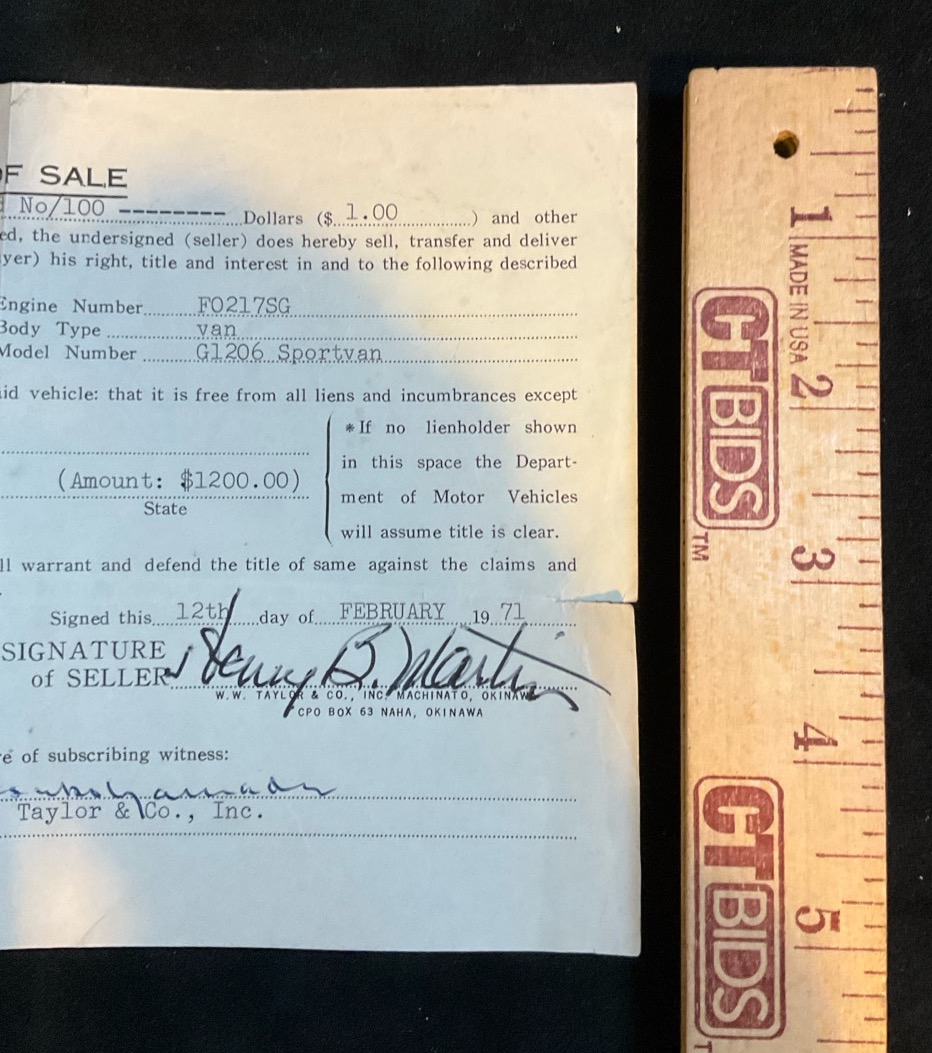 OF SALE
No/100 -------- Dollars ($ 1.00 ) and other
ed, the undersigned (seller) does hereby sell, transfer and deliver
yer) his right, title and interest in and to the following described
Engine Number FO217SG
Body Type van
Model Number G1206 Sportvan
id vehicle: that it is free from all liens and incumbrances except
*If no lienholder shown
in this space the Depart-
(Amount: $1200.00)
ment of Motor Vehicles
State
will assume title is clear.
ll warrant and defend the title of same against the claims and
Signed this 12th day of FEBRUARY 19 71
SIGNATURE
of SELLER Henry B. Martin
W.W. TAYLOR & CO., INC. MACHINATO, OKINAWA
CPO BOX 63 NAHA, OKINAWA
e of subscribing witness:
Taylor & Co., Inc.
1
MADE IN USA
CTBIDS TM
2
3
4
CTBIDS T
5